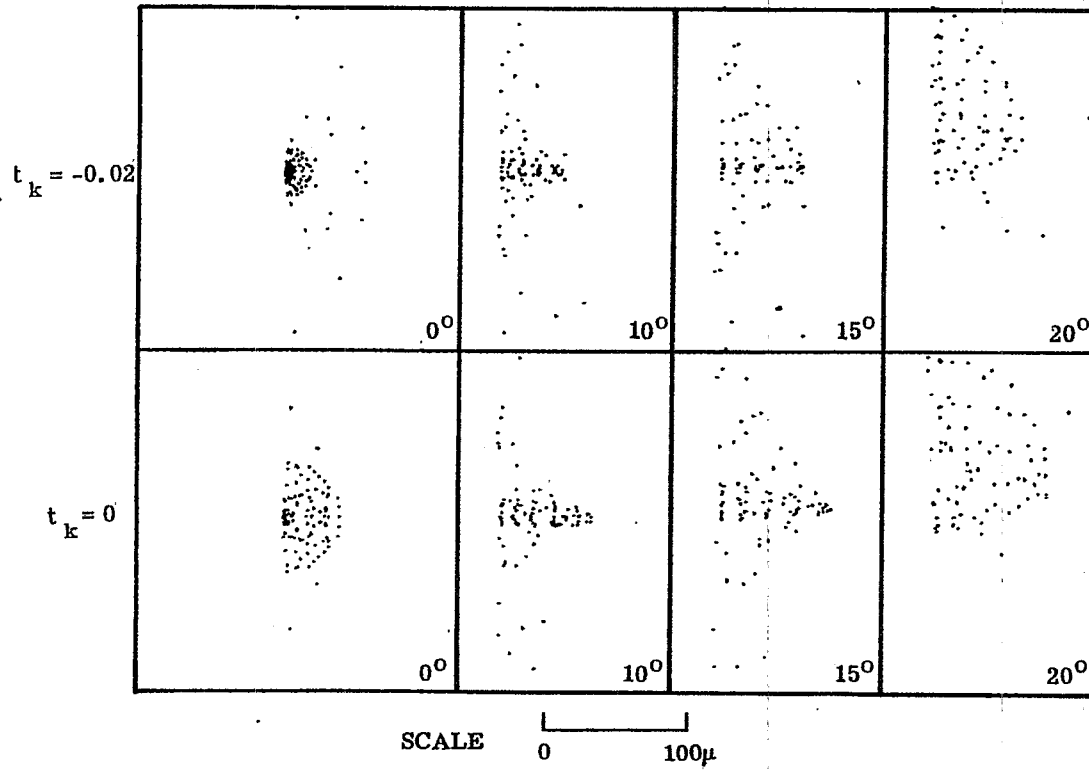 t_k = -0.02
0° 10° 15° 20°
t_k = 0
0° 10° 15° 20°
SCALE
0 100μ